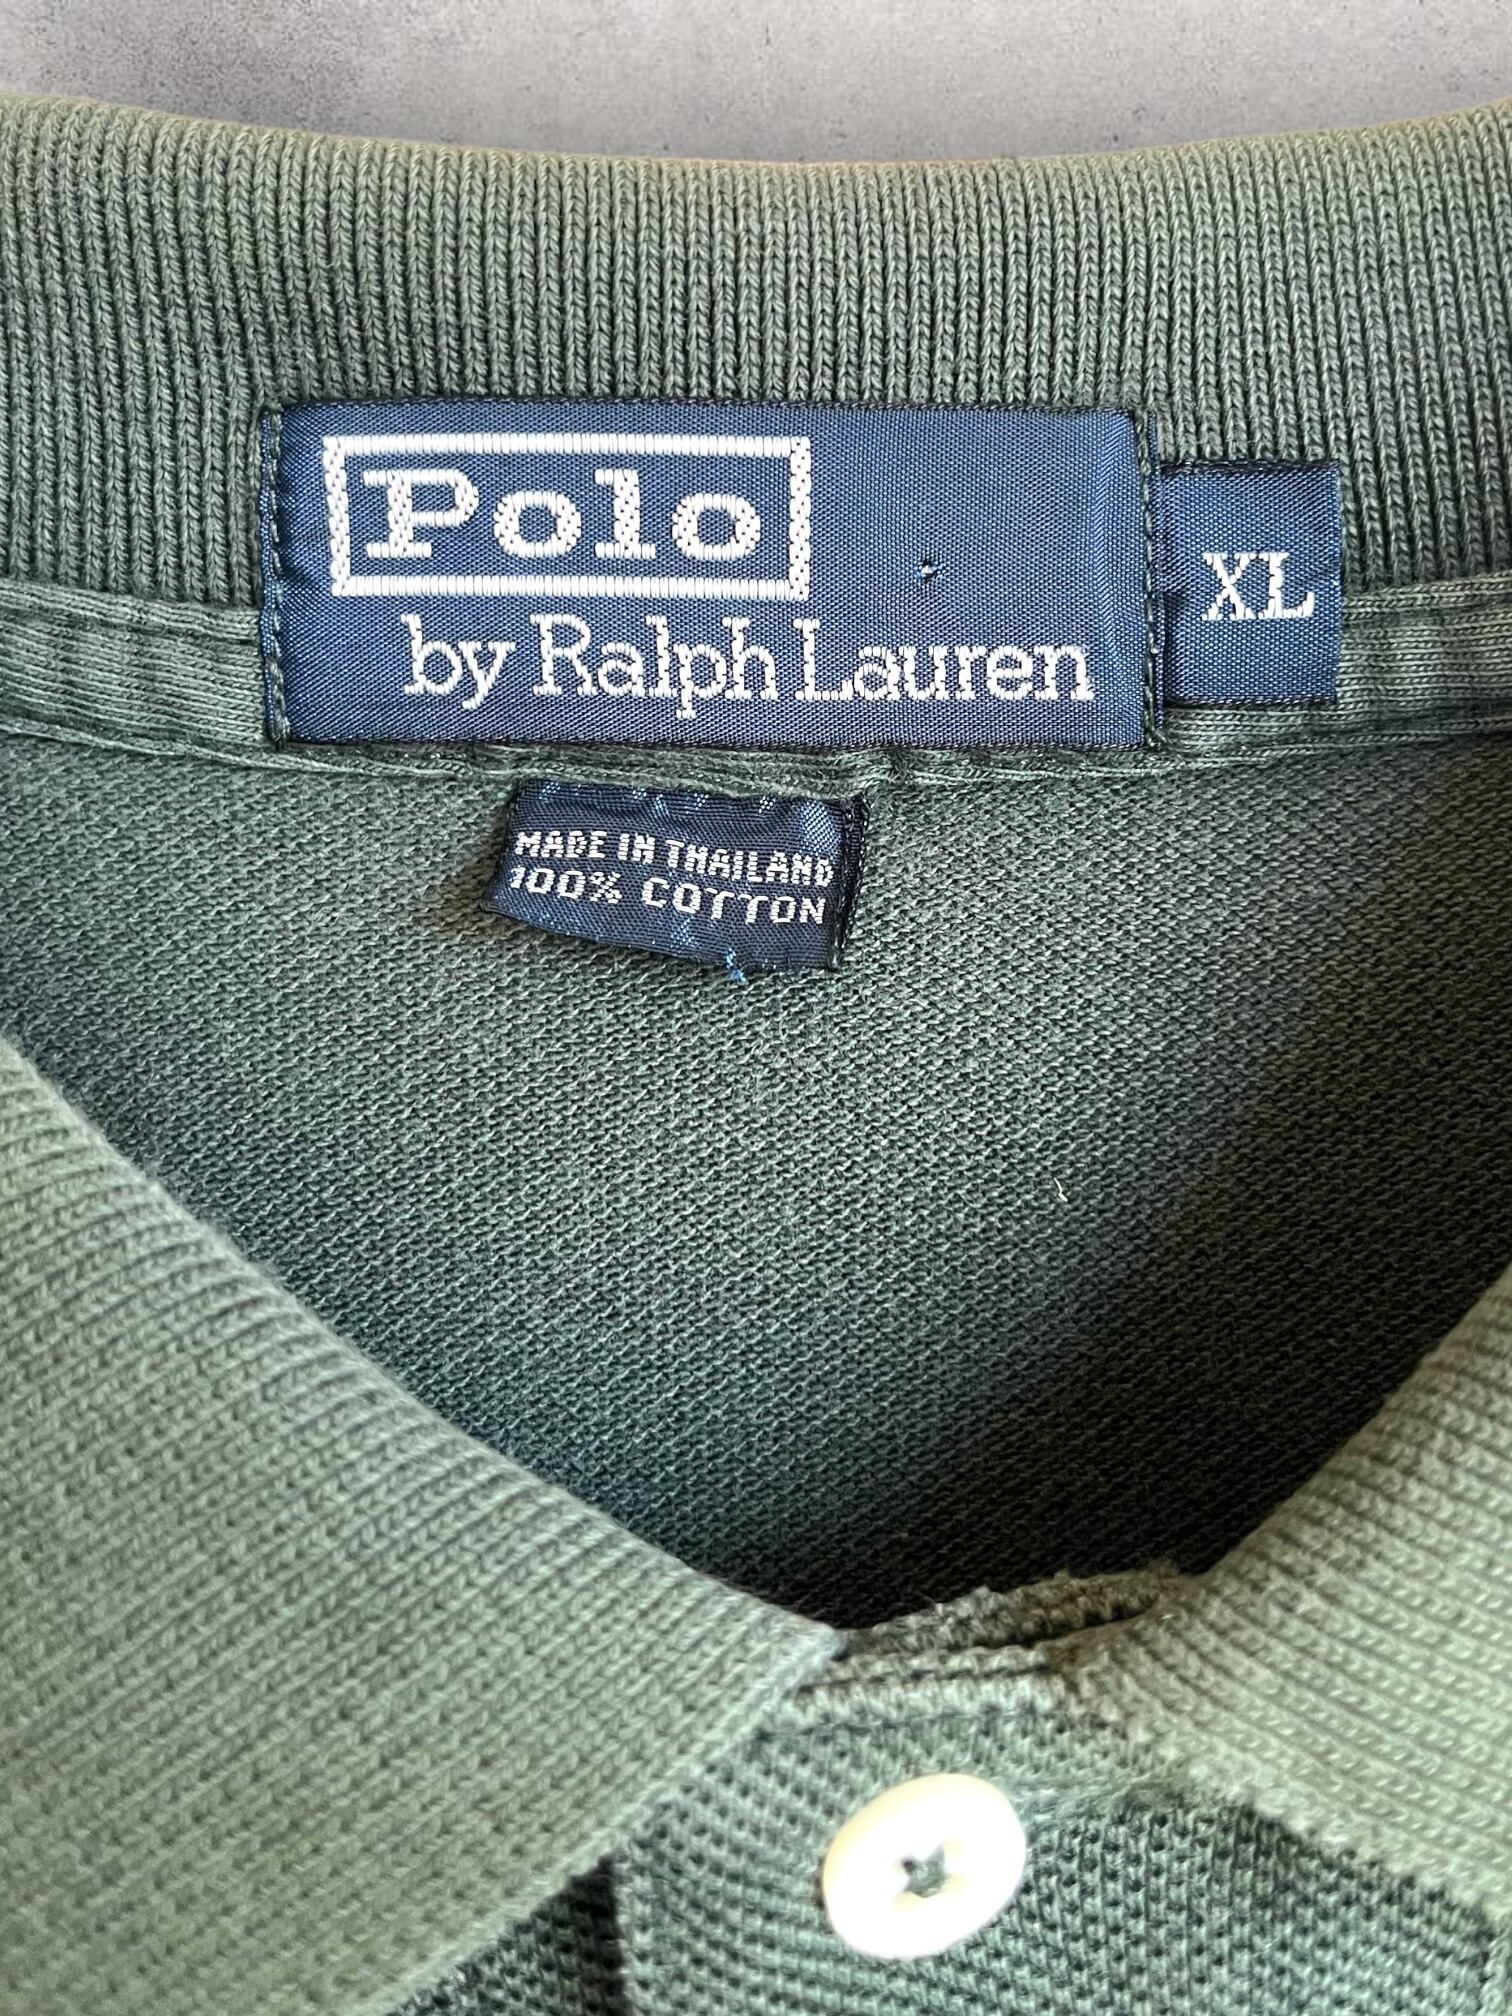 Polo
by Ralph Lauren
XL
MADE IN THAILAND
100% COTTON